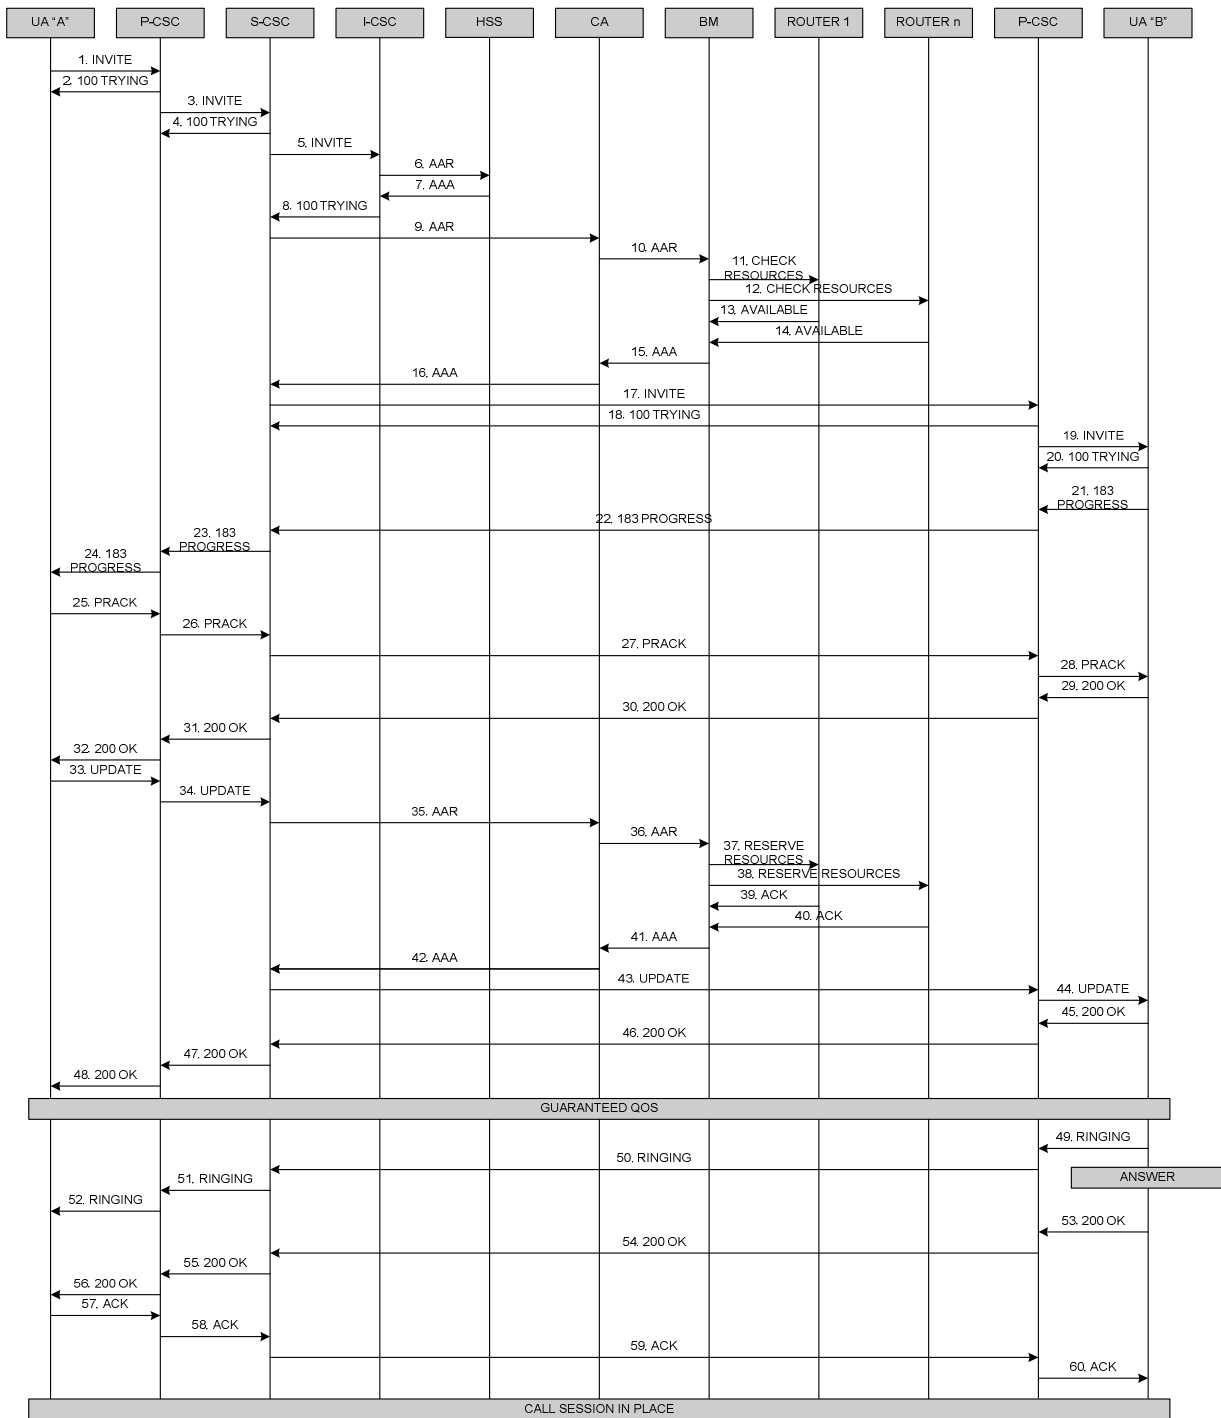 UA “A”
P-CSC
S-CSC
I-CSC
HSS
CA
BM
ROUTER 1
ROUTER n
P-CSC
UA “B”
1. INVITE
2. 100 TRYING
3. INVITE
4. 100 TRYING
5. INVITE
6. AAR
7. AAA
8. 100 TRYING
9. AAR
10. AAR
11. CHECK
RESOURCES
12. CHECK RESOURCES
13. AVAILABLE
14. AVAILABLE
15. AAA
16. AAA
17. INVITE
18. 100 TRYING
19. INVITE
20. 100 TRYING
21. 183
PROGRESS
22. 183 PROGRESS
23. 183
PROGRESS
24. 183
PROGRESS
25. PRACK
26. PRACK
27. PRACK
28. PRACK
29. 200 OK
30. 200 OK
31. 200 OK
32. 200 OK
33. UPDATE
34. UPDATE
35. AAR
36. AAR
37. RESERVE
RESOURCES
38. RESERVE RESOURCES
39. ACK
40. ACK
41. AAA
42. AAA
43. UPDATE
44. UPDATE
45. 200 OK
46. 200 OK
47. 200 OK
48. 200 OK
GUARANTEED QOS
49. RINGING
50. RINGING
51. RINGING
ANSWER
52. RINGING
53. 200 OK
54. 200 OK
55. 200 OK
56. 200 OK
57. ACK
58. ACK
59. ACK
60. ACK
CALL SESSION IN PLACE